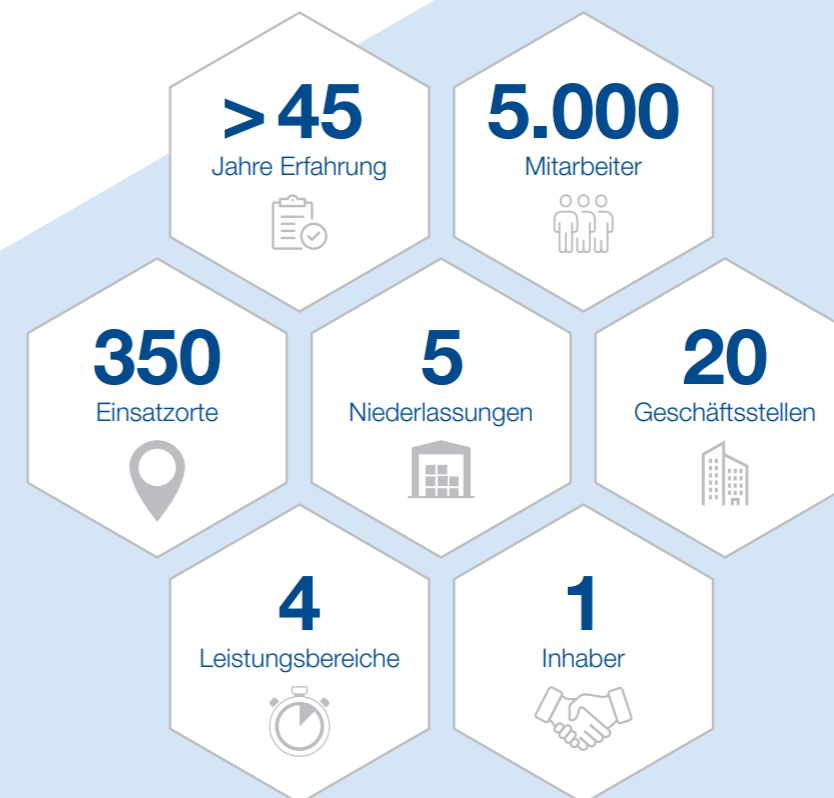 > 45
Jahre Erfahrung
5.000
Mitarbeiter
350
Einsatzorte
5
Niederlassungen
20
Geschäftsstellen
4
Leistungsbereiche
1
Inhaber